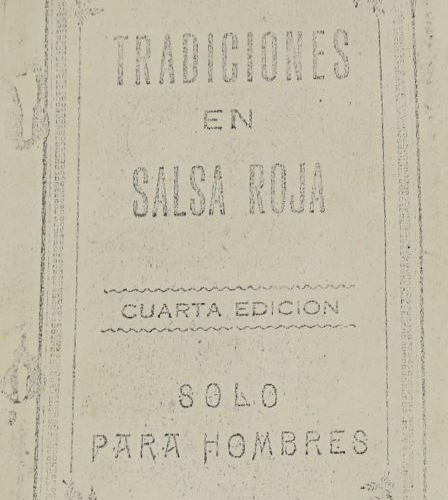 TRADICIONES
EN
SALSA ROJA
CUARTA EDICION
SOLO
PARA HOMBRES